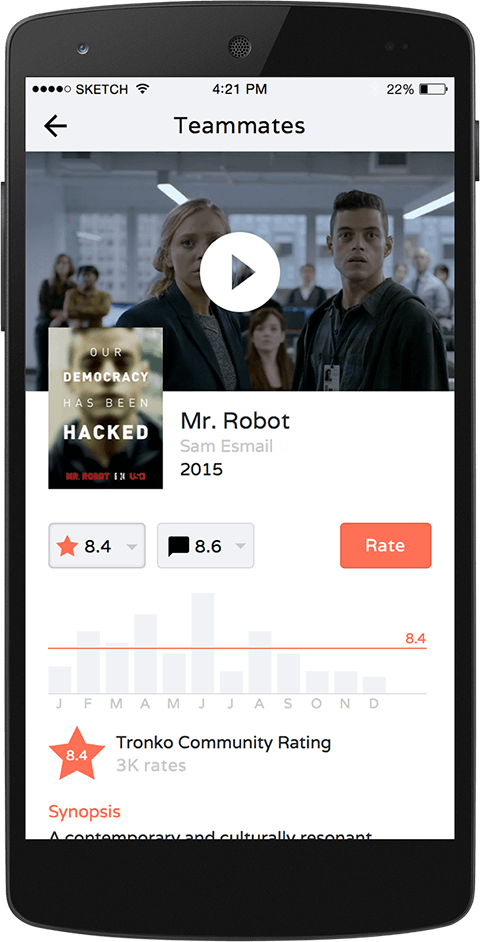 SKETCH 4:21 PM 22%
Teammates
OUR
DEMOCRACY
HAS BEEN
HACKED
MR. ROBOT USA
Mr. Robot
Sam Esmail
2015
8.4 8.6 Rate
8.4
J F M A M J J A S O N D
8.4 Tronko Community Rating
3K rates
Synopsis
A contemporary and culturally resonant